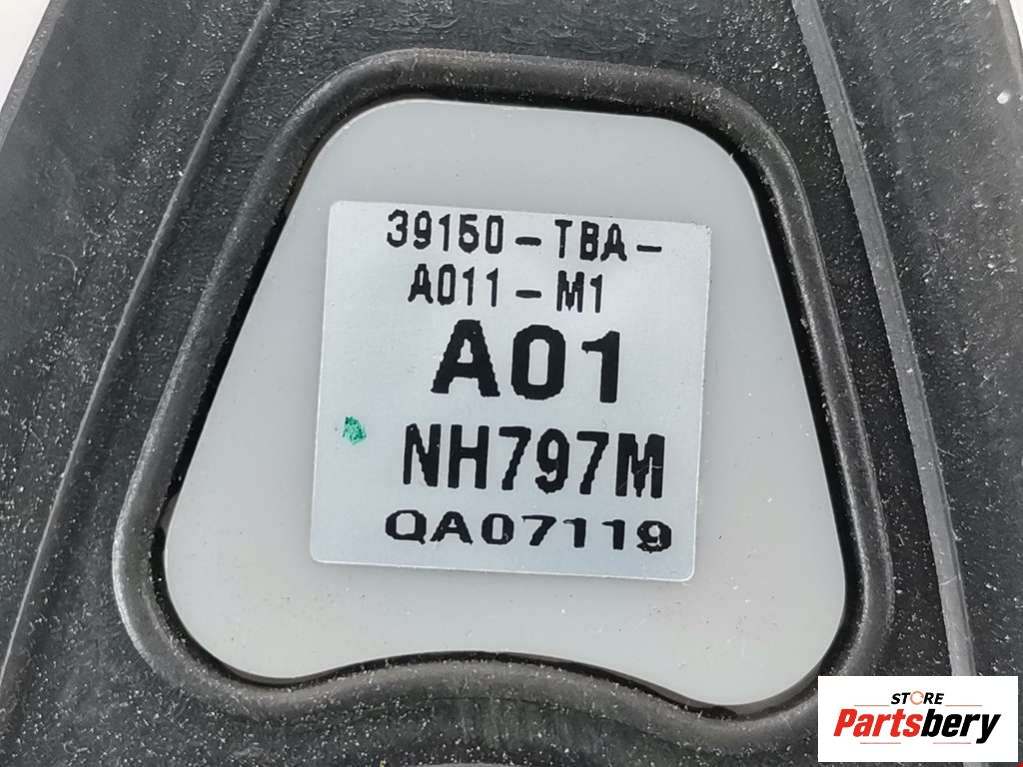 39150-TBA-
A011-M1
A01
NH797M
QA07119
STORE
Partsbery